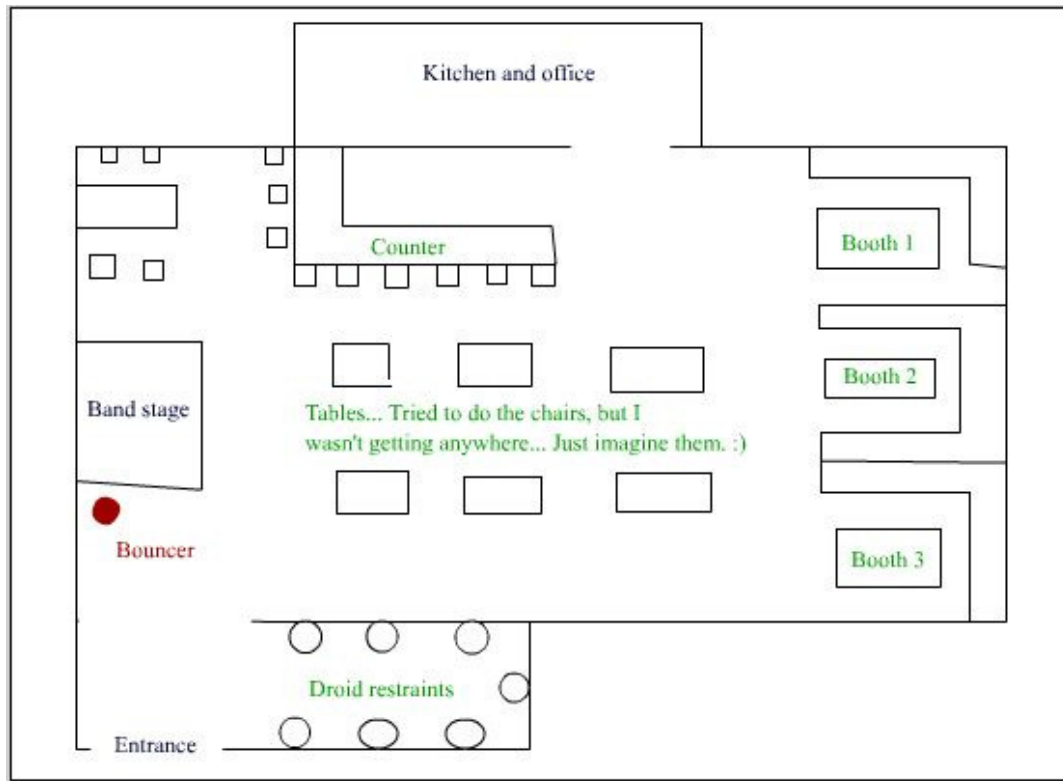 Kitchen and office
Counter
Booth 1
Booth 2
Band stage
Tables... Tried to do the chairs, but I
wasn't getting anywhere... Just imagine them. :)
Bouncer
Booth 3
Droid restraints
Entrance